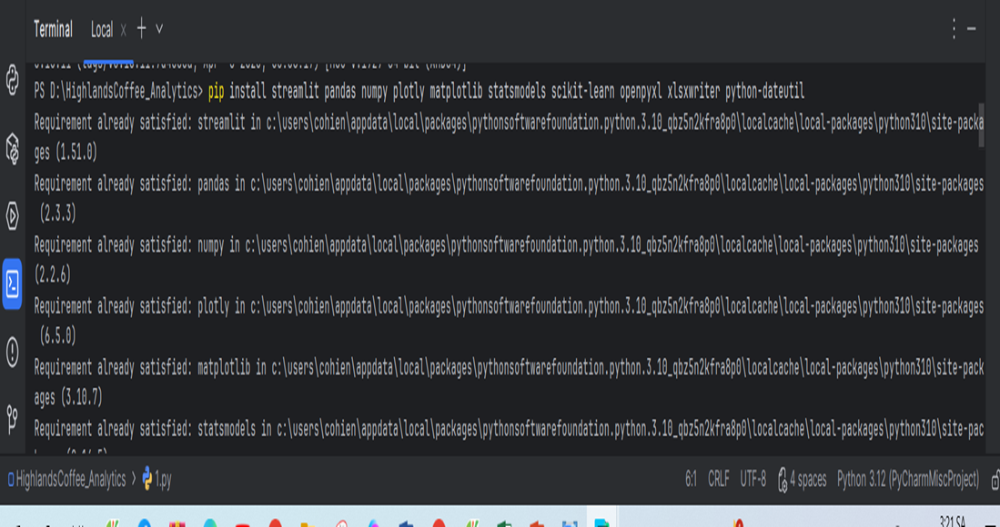 Terminal
Local
PS D:\HighlandsCoffee_Analytics> pip install streamlit pandas numpy plotly matplotlib statsmodels scikit-learn openpyxl xlsxwriter python-dateutil
Requirement already satisfied: streamlit in c:\users\cohien\appdata\local\packages\pythonsoftwarefoundation.python.3.10_qbz5n2kfra8p0\localcache\local-packages\python310\site-packa
ges (1.51.0)
Requirement already satisfied: pandas in c:\users\cohien\appdata\local\packages\pythonsoftwarefoundation.python.3.10_qbz5n2kfra8p0\localcache\local-packages\python310\site-packages
(2.3.3)
Requirement already satisfied: numpy in c:\users\cohien\appdata\local\packages\pythonsoftwarefoundation.python.3.10_qbz5n2kfra8p0\localcache\local-packages\python310\site-packages
(2.2.6)
Requirement already satisfied: plotly in c:\users\cohien\appdata\local\packages\pythonsoftwarefoundation.python.3.10_qbz5n2kfra8p0\localcache\local-packages\python310\site-packages
(6.5.0)
Requirement already satisfied: matplotlib in c:\users\cohien\appdata\local\packages\pythonsoftwarefoundation.python.3.10_qbz5n2kfra8p0\localcache\local-packages\python310\site-pack
ages (3.10.7)
Requirement already satisfied: statsmodels in c:\users\cohien\appdata\local\packages\pythonsoftwarefoundation.python.3.10_qbz5n2kfra8p0\localcache\local-packages\python310\site-pac
HighlandsCoffee_Analytics > 1.py
6:1 CRLF UTF-8 4 spaces Python 3.12 (PyCharmMiscProject)
3:21 SA